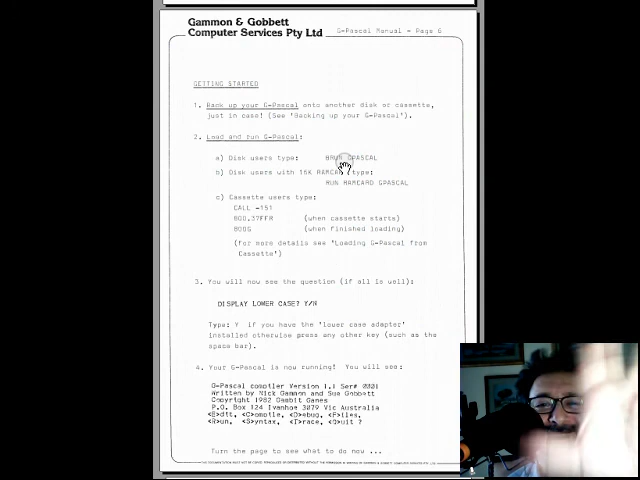 Gammon & Gobbett
Computer Services Pty Ltd
G-Pascal Manual - Page 6
GETTING STARTED
1. Back up your G-Pascal onto another disk or cassette,
just in case! (See 'Backing up your G-Pascal').
2. Load and run G-Pascal:
a) Disk users type: BRUN GPASCAL
b) Disk users with 16K RAMCARD type:
RUN RAMCARD GPASCAL
c) Cassette users type:
CALL -151
800.37FFR (when cassette starts)
800G (when finished loading)
(For more details see 'Loading G-Pascal from
Cassette')
3. You will now see the question (if all is well):
DISPLAY LOWER CASE? Y/N
Type: Y if you have the 'lower case adapter'
installed otherwise press any other key (such as the
space bar).
4. Your G-Pascal is now running! You will see:
G-Pascal compiler Version 1.1 Ser# 0001
Written by Nick Gammon and Sue Gobbett
Copyright 1982 Gambit Games
P.O. Box 124 Ivanhoe 3079 Vic Australia
<E>dit, <C>ompile, <D>ebug, <F>iles,
<R>un, <S>yntax, <T>race, <Q>uit ?
Turn the page to see what to do now ...